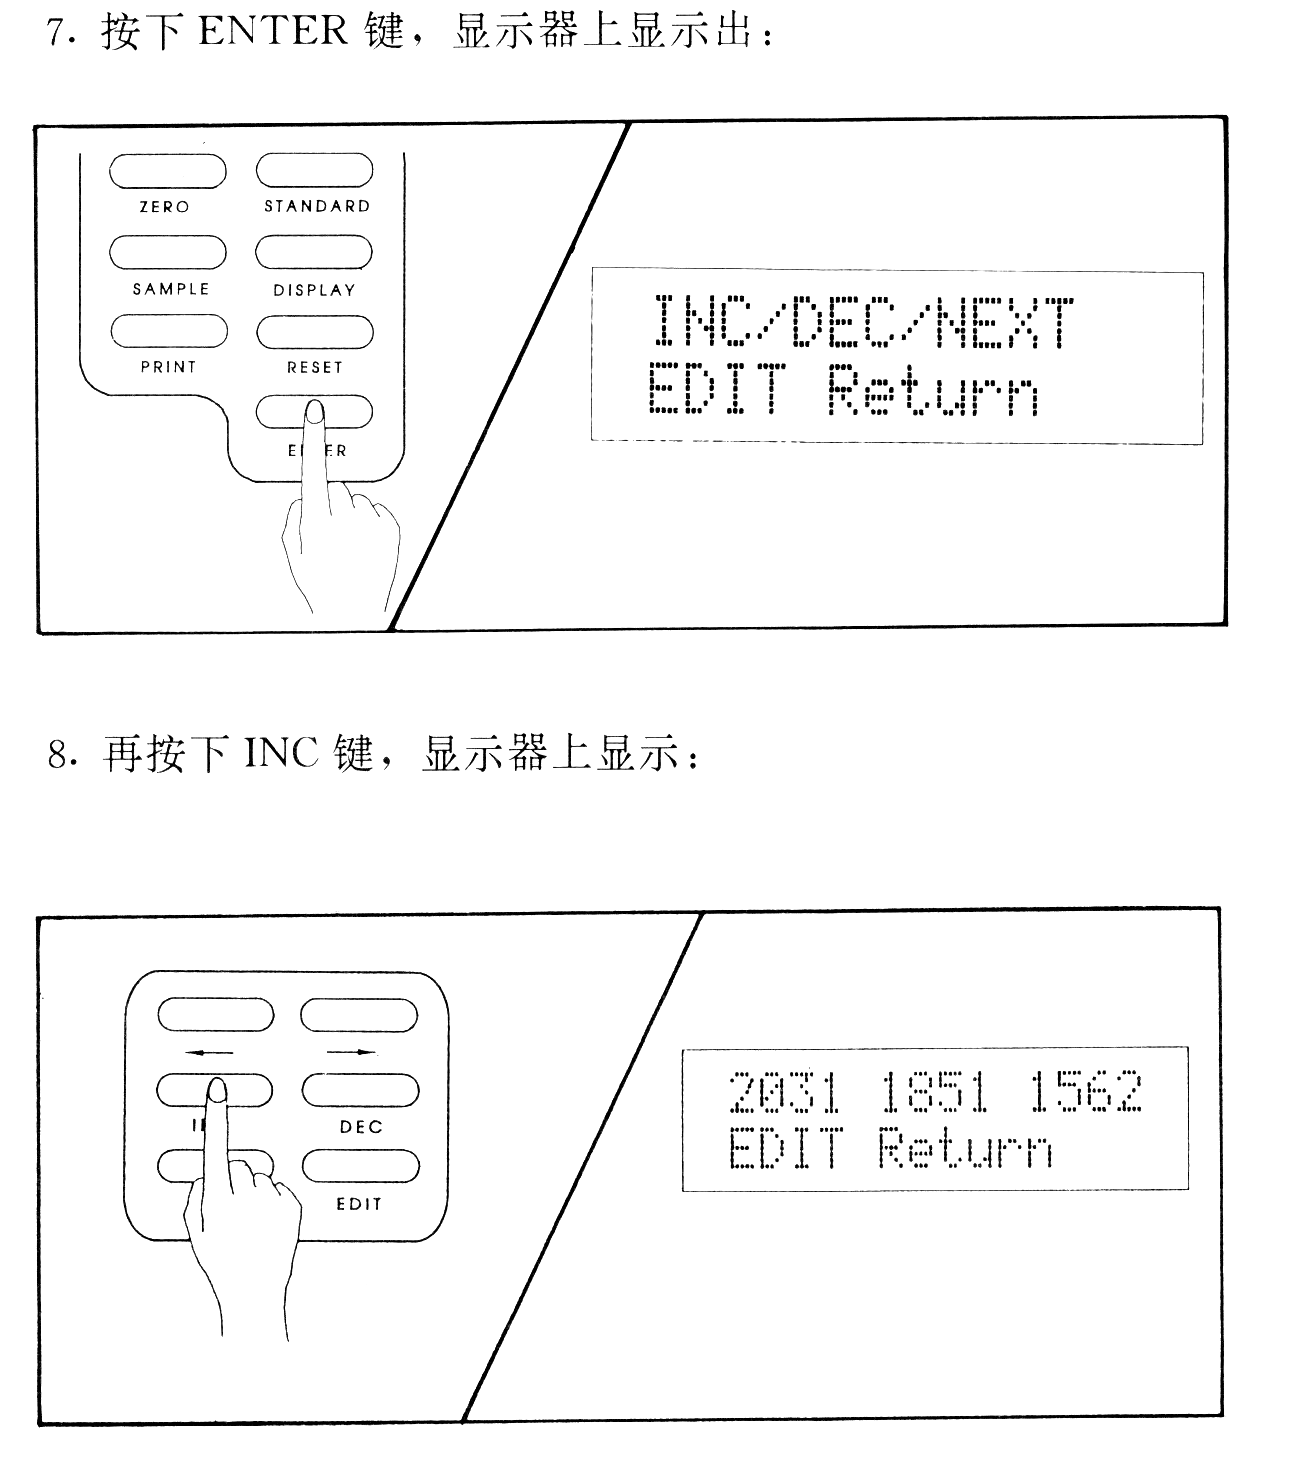 7. 按下 ENTER 键，显示器上显示出：
ZERO STANDARD
SAMPLE DISPLAY
PRINT RESET
INC/DEC/NEXT
EDIT Return
8. 再按下 INC 键，显示器上显示：
← →
DEC
EDIT
2031 1851 1562
EDIT Return